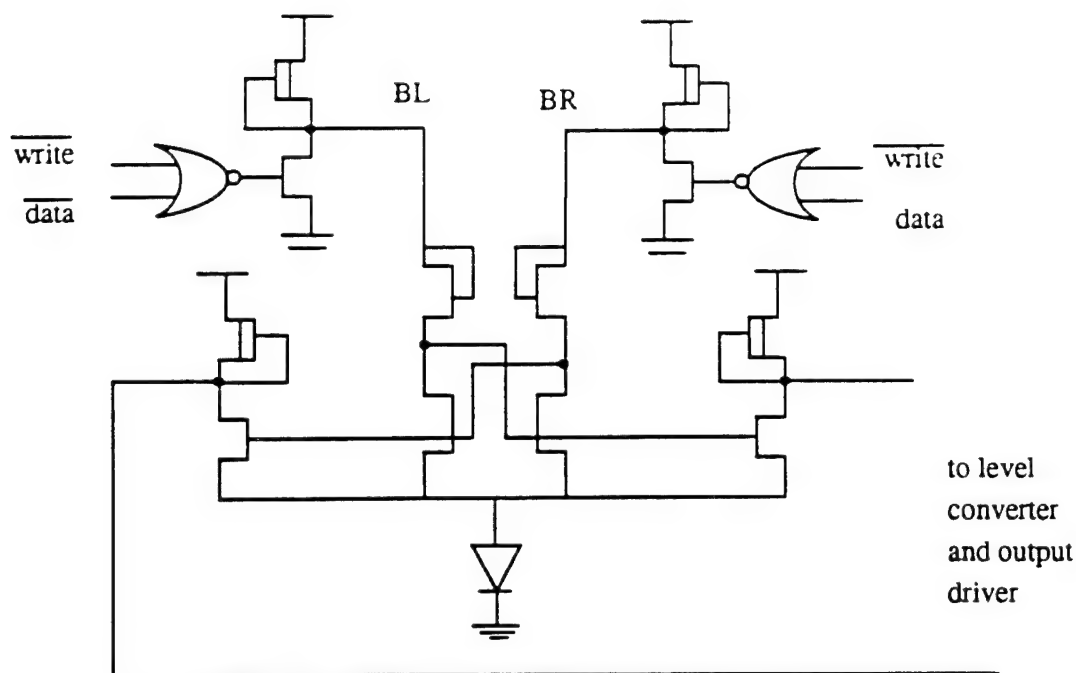 BL
BR
write
data
write
data
to level
converter
and output
driver